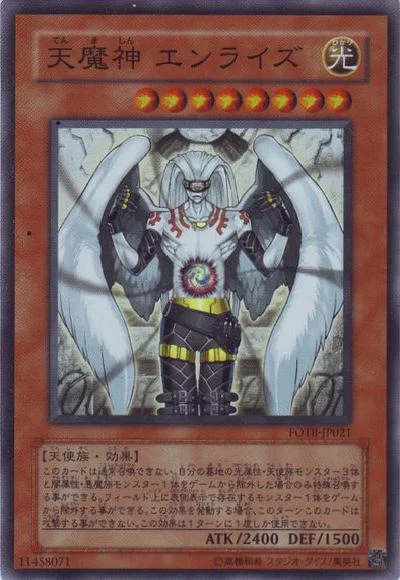 てん ま しん
天魔神 エンライズ
ひかり
光
FOTB-JP021
【天使族・効果】
このカードは通常召喚できない。自分の墓地の光属性・天使族モンスター3体
と闇属性・悪魔族モンスター1体をゲームから除外した場合のみ特殊召喚す
る事ができる。フィールド上に表側表示で存在するモンスター1体をゲーム
から除外する事ができる。この効果を発動する場合、このターンこのカードは
攻撃する事ができない。この効果は1ターンに1度しか使用できない。
ATK/2400 DEF/1500
11458071
©高橋和希 スタジオ・ダイス/集英社